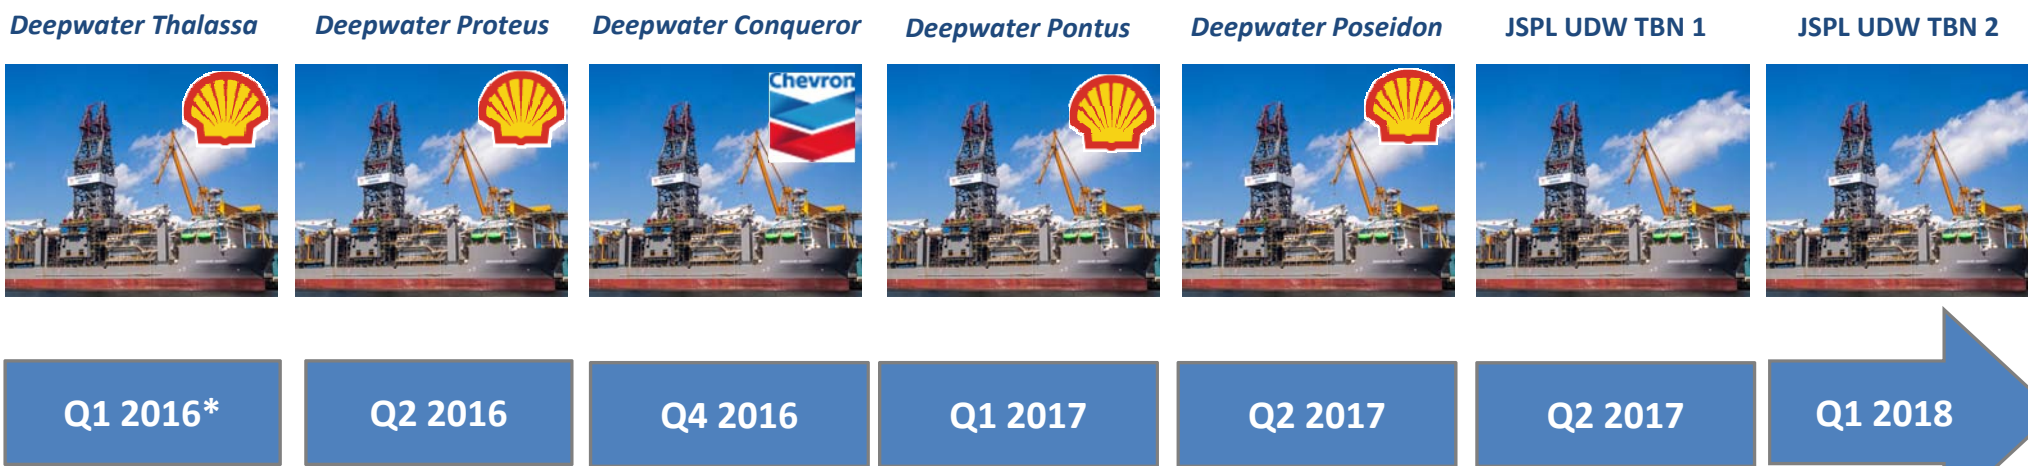 Deepwater Thalassa
Deepwater Proteus
Deepwater Conqueror
Deepwater Pontus
Deepwater Poseidon
JSPL UDW TBN 1
JSPL UDW TBN 2
Chevron
Q1 2016*
Q2 2016
Q4 2016
Q1 2017
Q2 2017
Q2 2017
Q1 2018